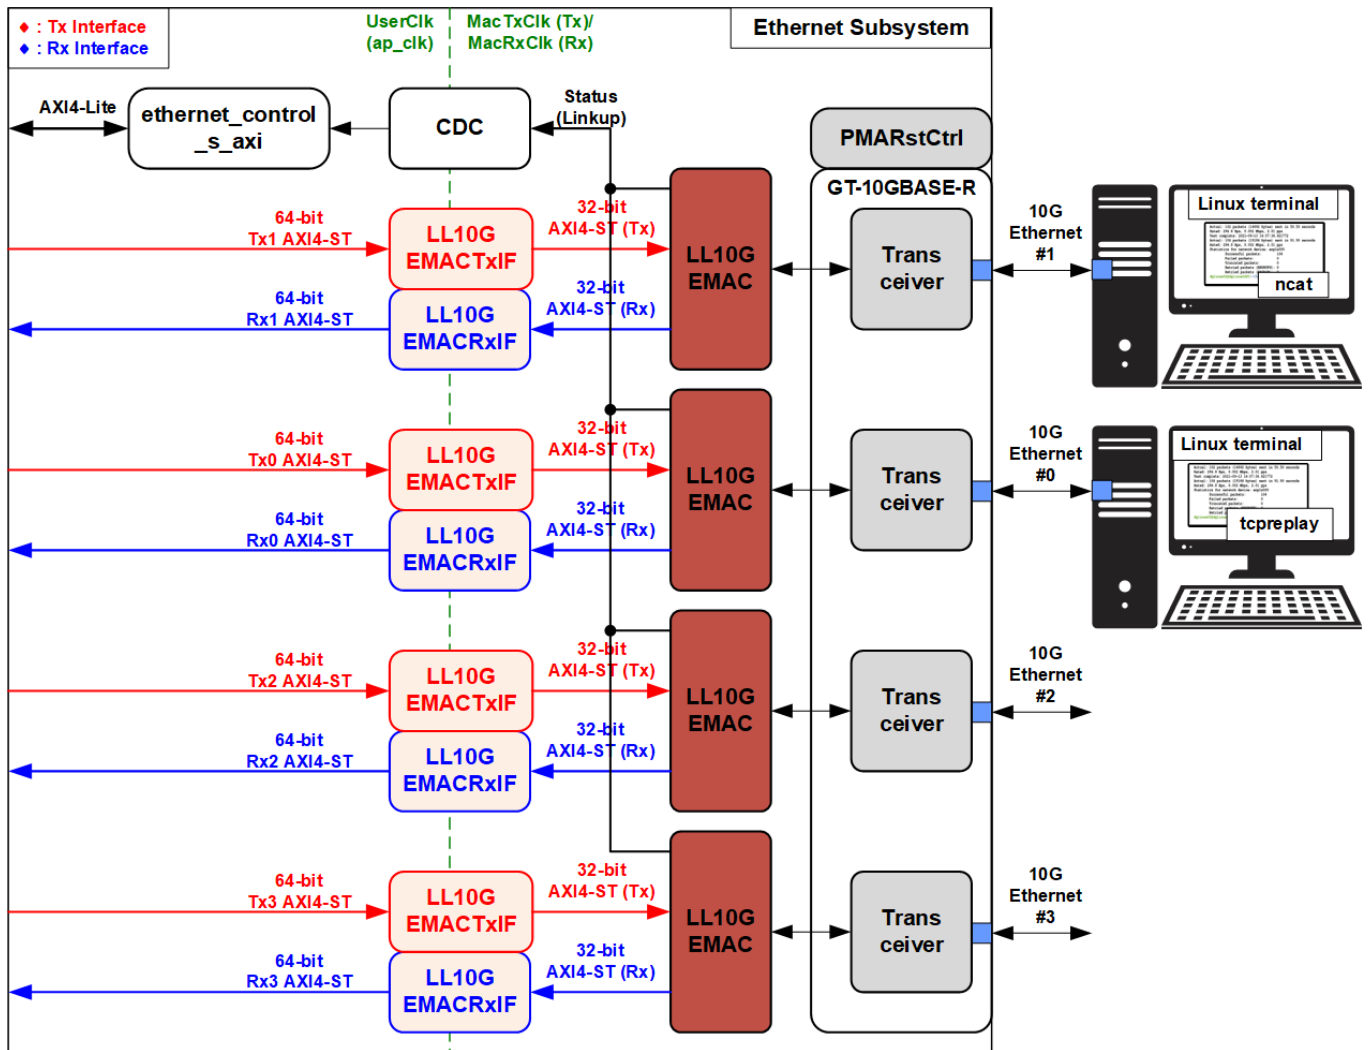 : Tx Interface
: Rx Interface
UserClk
(ap_clk)
MacTxClk (Tx)/
MacRxClk (Rx)
Ethernet Subsystem
AXI4-Lite
ethernet_control
_s_axi
CDC
Status
(Linkup)
PMARstCtrl
GT-10GBASE-R
64-bit
Tx1 AXI4-ST
LL10G
EMACTxIF
32-bit
AXI4-ST (Tx)
64-bit
Rx1 AXI4-ST
LL10G
EMACRxIF
32-bit
AXI4-ST (Rx)
LL10G
EMAC
Trans
ceiver
10G
Ethernet
#1
Linux terminal
ncat
64-bit
Tx0 AXI4-ST
LL10G
EMACTxIF
32-bit
AXI4-ST (Tx)
64-bit
Rx0 AXI4-ST
LL10G
EMACRxIF
32-bit
AXI4-ST (Rx)
LL10G
EMAC
Trans
ceiver
10G
Ethernet
#0
Linux terminal
tcpreplay
64-bit
Tx2 AXI4-ST
LL10G
EMACTxIF
32-bit
AXI4-ST (Tx)
64-bit
Rx2 AXI4-ST
LL10G
EMACRxIF
32-bit
AXI4-ST (Rx)
LL10G
EMAC
Trans
ceiver
10G
Ethernet
#2
64-bit
Tx3 AXI4-ST
LL10G
EMACTxIF
32-bit
AXI4-ST (Tx)
64-bit
Rx3 AXI4-ST
LL10G
EMACRxIF
32-bit
AXI4-ST (Rx)
LL10G
EMAC
Trans
ceiver
10G
Ethernet
#3